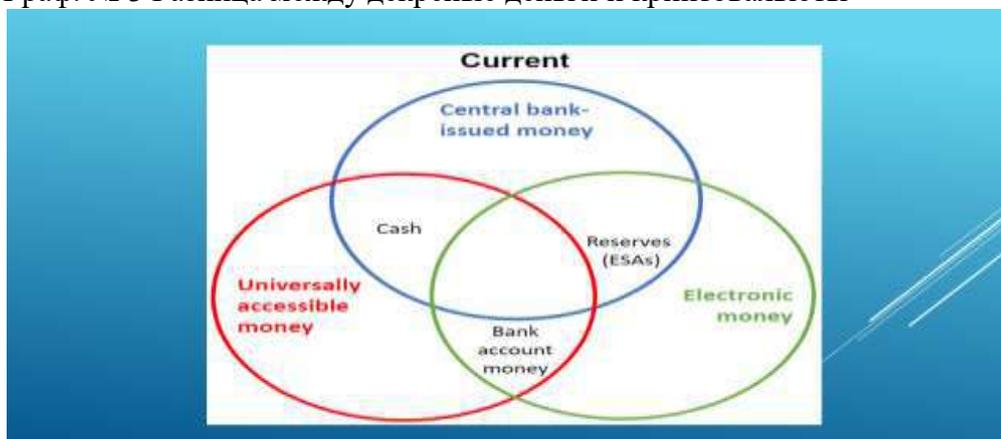 Current
Central bank-
issued money
Cash
Reserves
(ESAs)
Universally
accessible
money
Electronic
money
Bank
account
money